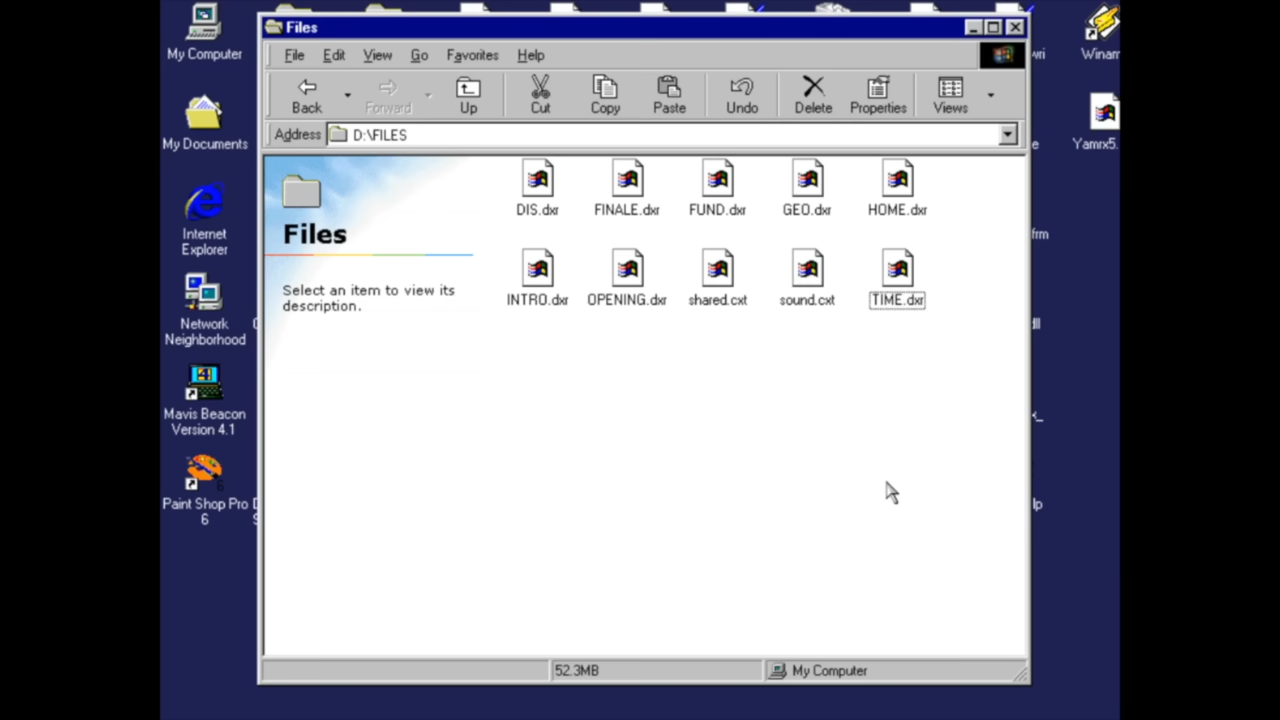 Files
My Computer
My Documents
Internet
Explorer
Network
Neighborhood
Mavis Beacon
Version 4.1
Paint Shop Pro
6
File Edit View Go Favorites Help
Back Forward Up Cut Copy Paste Undo Delete Properties Views
Address D:\FILES
Files
Select an item to view its
description.
DIS.dxr FINALE.dxr FUND.dxr GEO.dxr HOME.dxr
INTRO.dxr OPENING.dxr shared.cxt sound.cxt TIME.dxr
52.3MB My Computer
Yamrx5.